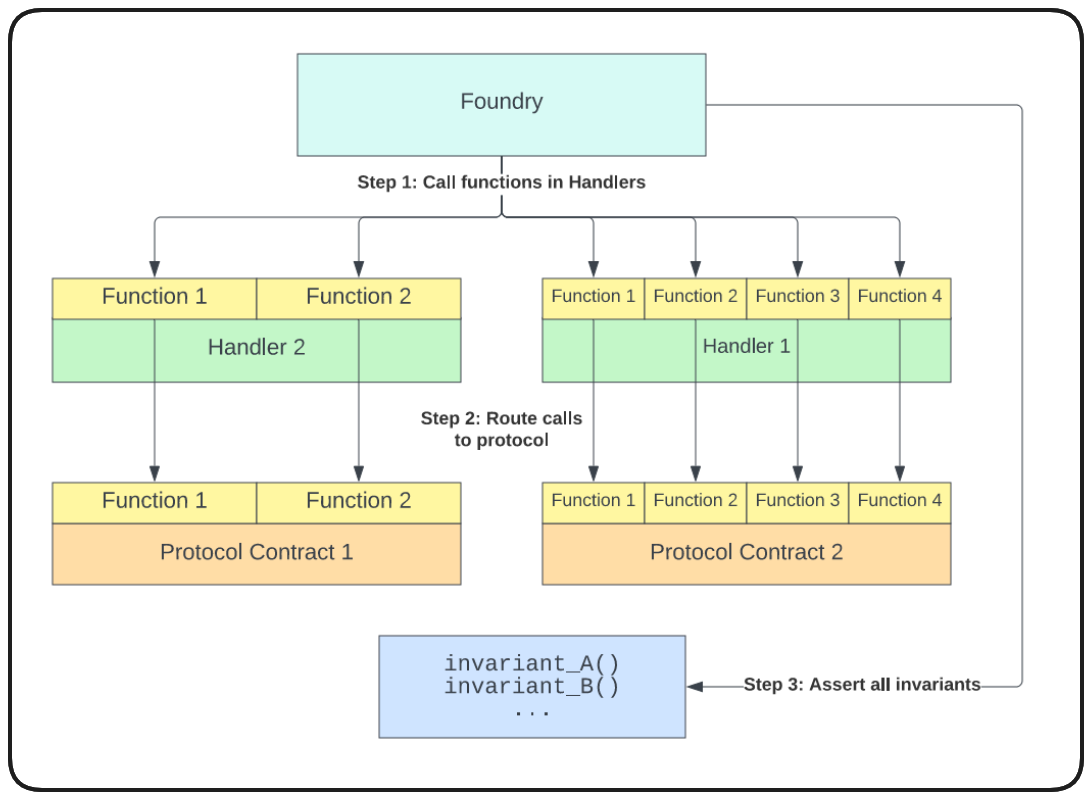 Foundry
Step 1: Call functions in Handlers
Function 1
Function 2
Handler 2
Function 1
Function 2
Function 3
Function 4
Handler 1
Step 2: Route calls
to protocol
Function 1
Function 2
Protocol Contract 1
Function 1
Function 2
Function 3
Function 4
Protocol Contract 2
invariant_A()
invariant_B()
...
Step 3: Assert all invariants